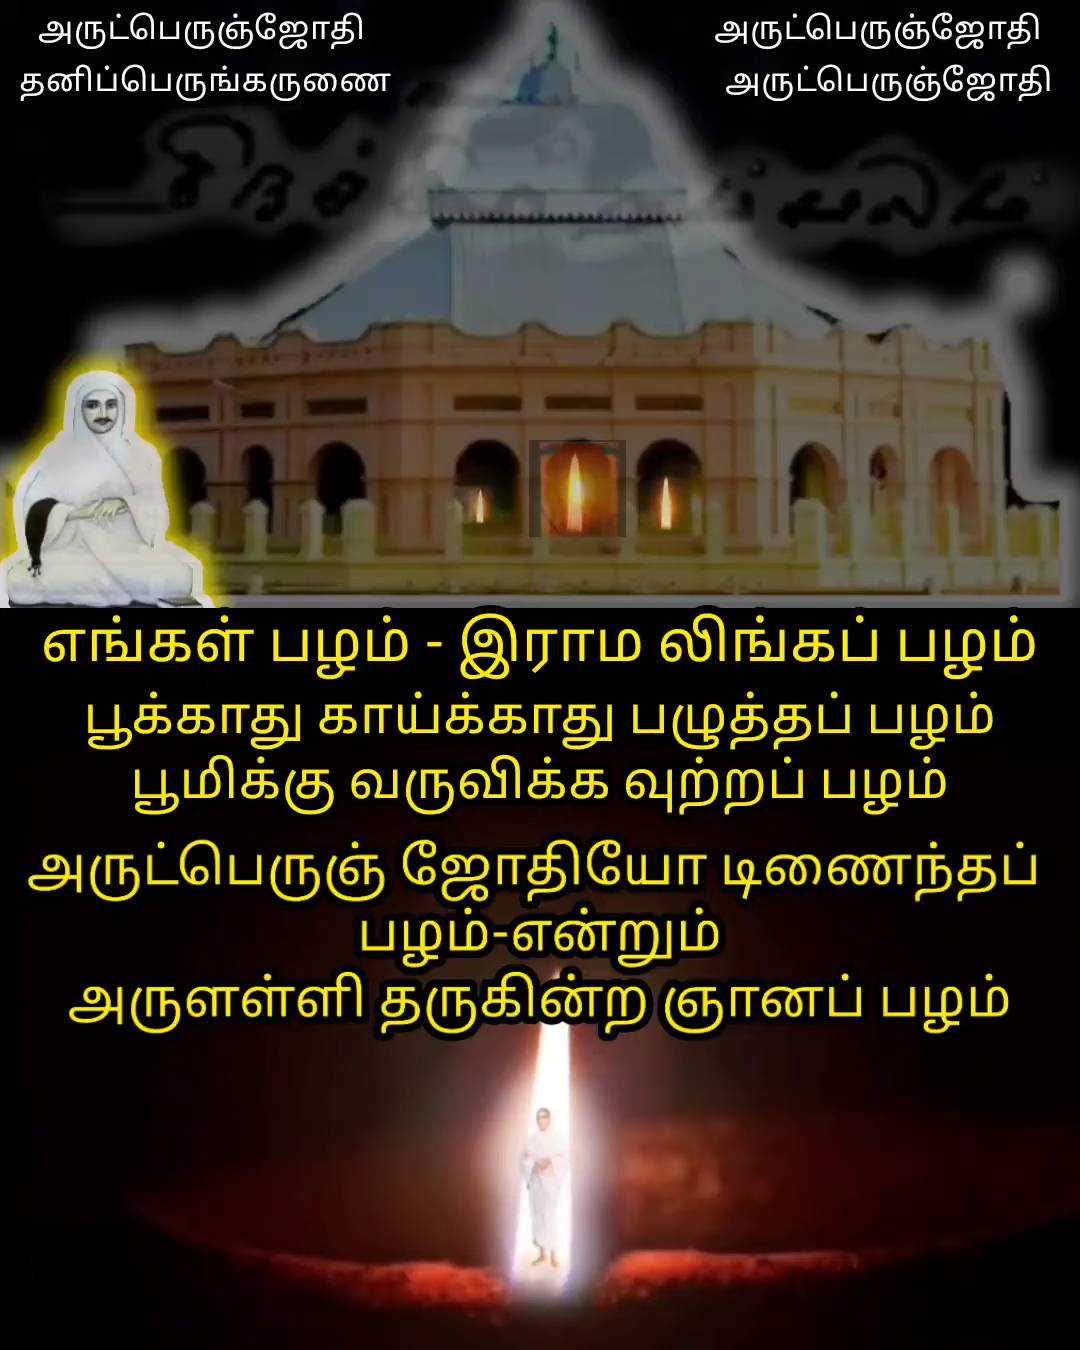 அருட்பெருஞ்ஜோதி
தனிப்பெருங்கருணை
அருட்பெருஞ்ஜோதி
அருட்பெருஞ்ஜோதி
எங்கள் பழம் - இராம லிங்கப் பழம்
பூக்காது காய்க்காது பழுத்தப் பழம்
பூமிக்கு வருவிக்க வுற்றப் பழம்
அருட்பெருஞ் ஜோதியோ டிணைந்தப்
பழம்-என்றும்
அருளள்ளி தருகின்ற ஞானப் பழம்